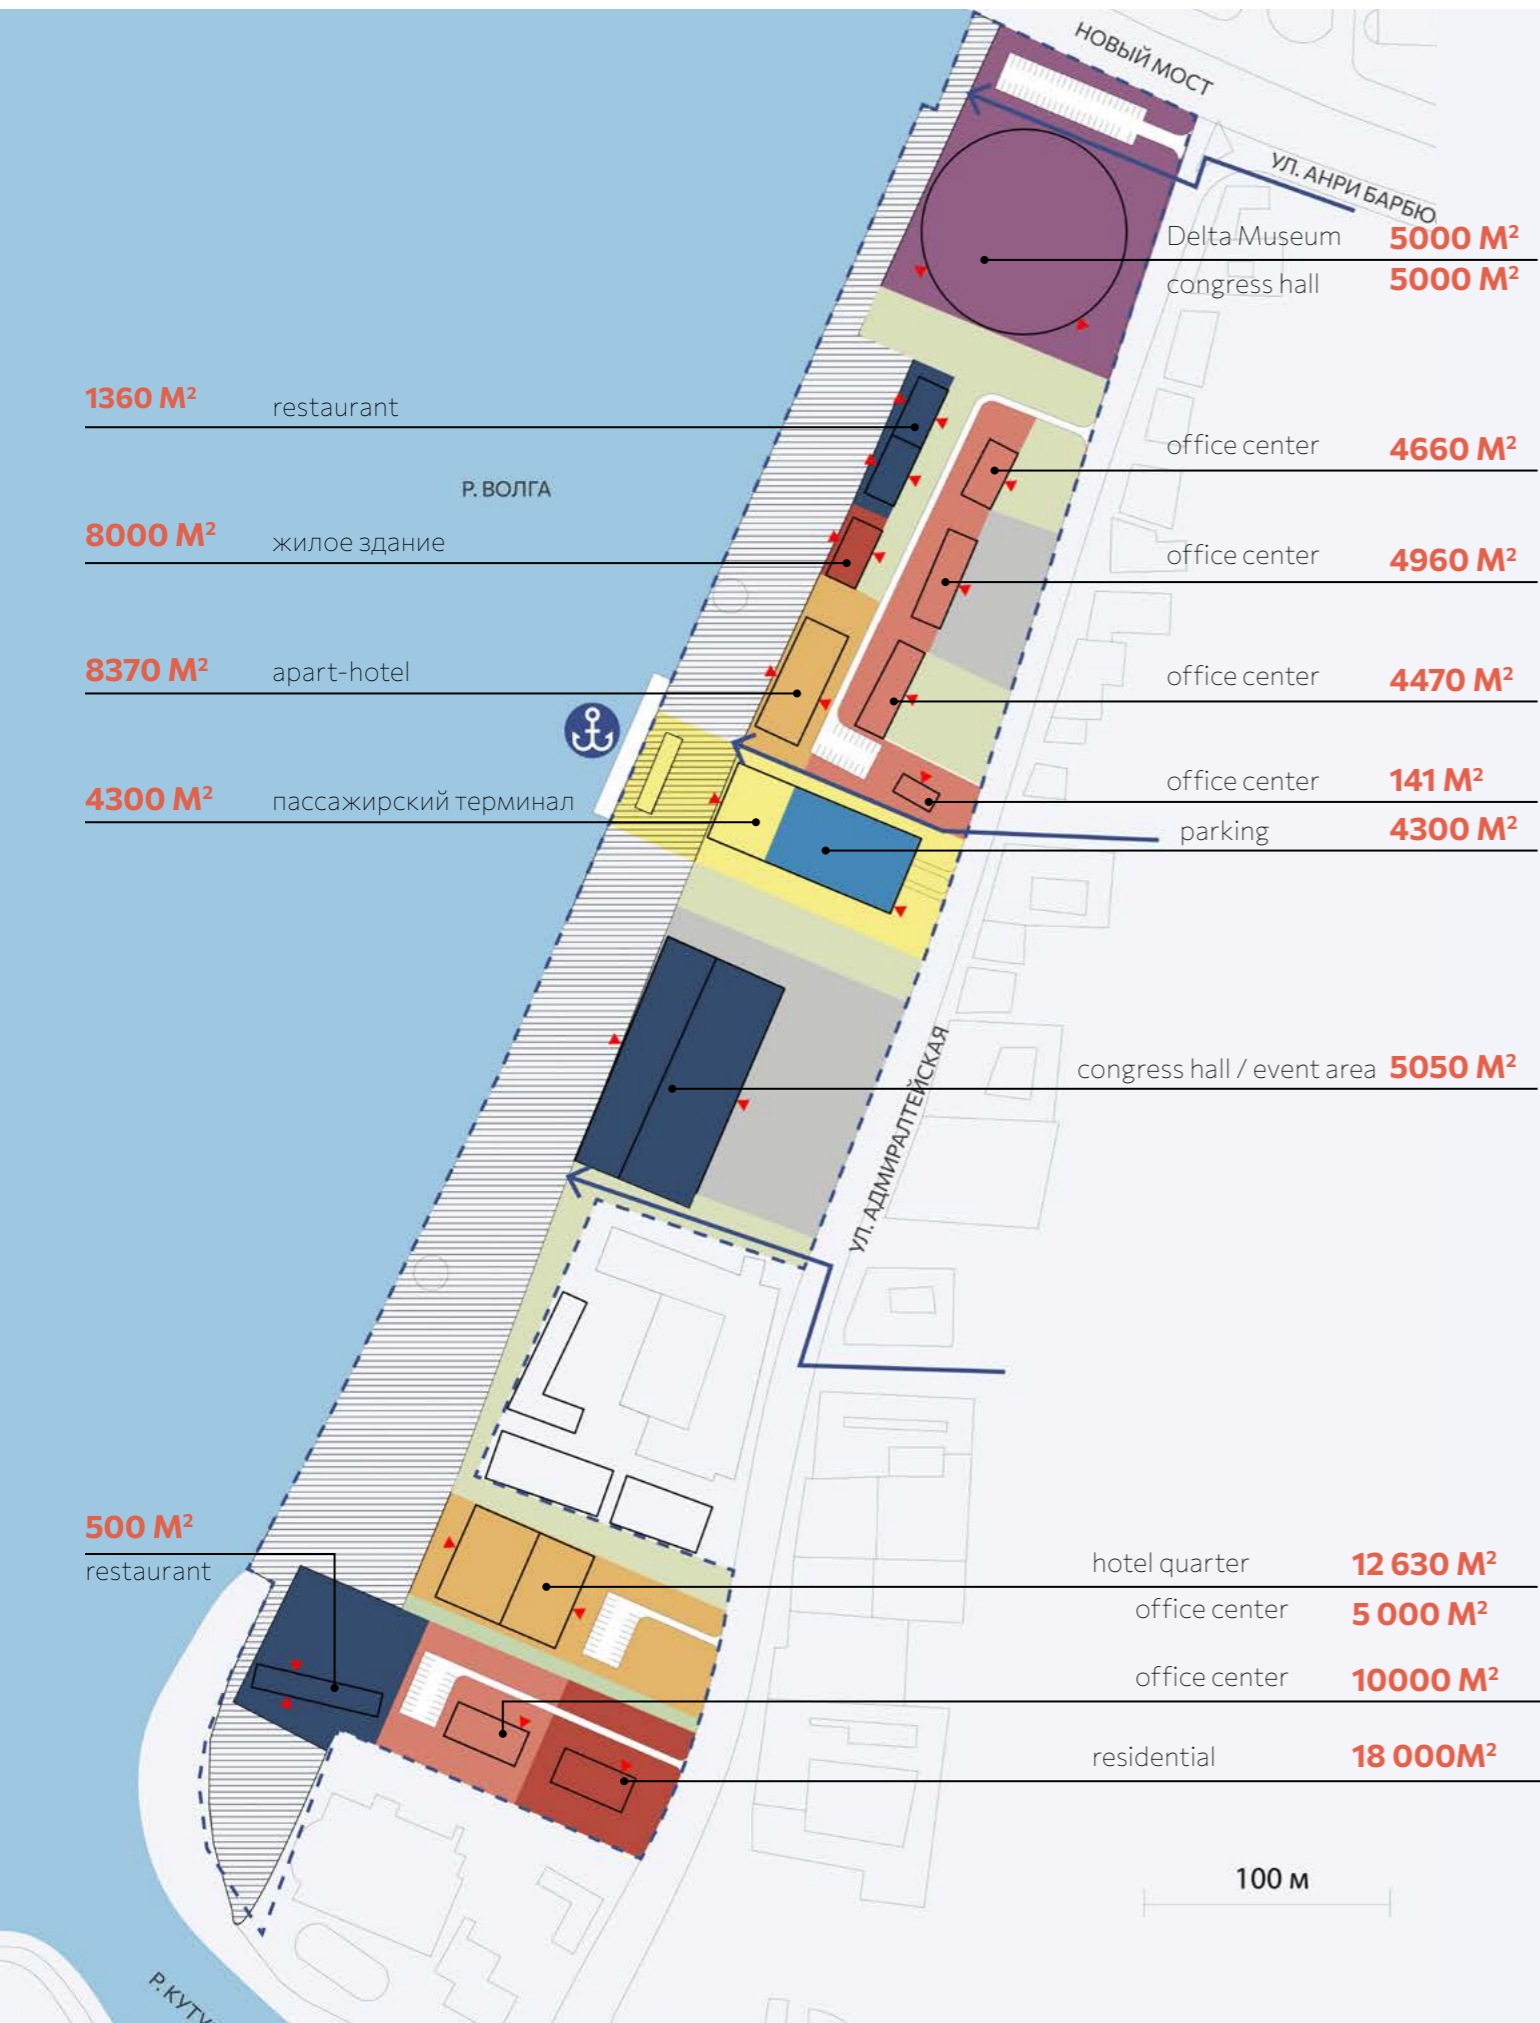 НОВЫЙ МОСТ
УЛ. АНРИ БАРБЮ
Delta Museum 5000 М²
congress hall 5000 М²
1360 М² restaurant
office center 4660 М²
Р. ВОЛГА
8000 М² жилое здание
office center 4960 М²
8370 М² apart-hotel
office center 4470 М²
4300 М² пассажирский терминал
office center 141 М²
parking 4300 М²
congress hall / event area 5050 М²
УЛ. АДМИРАЛТЕЙСКАЯ
500 М²
restaurant
hotel quarter 12 630 М²
office center 5 000 М²
office center 10000 М²
residential 18 000М²
100 м
Р. КУТУ